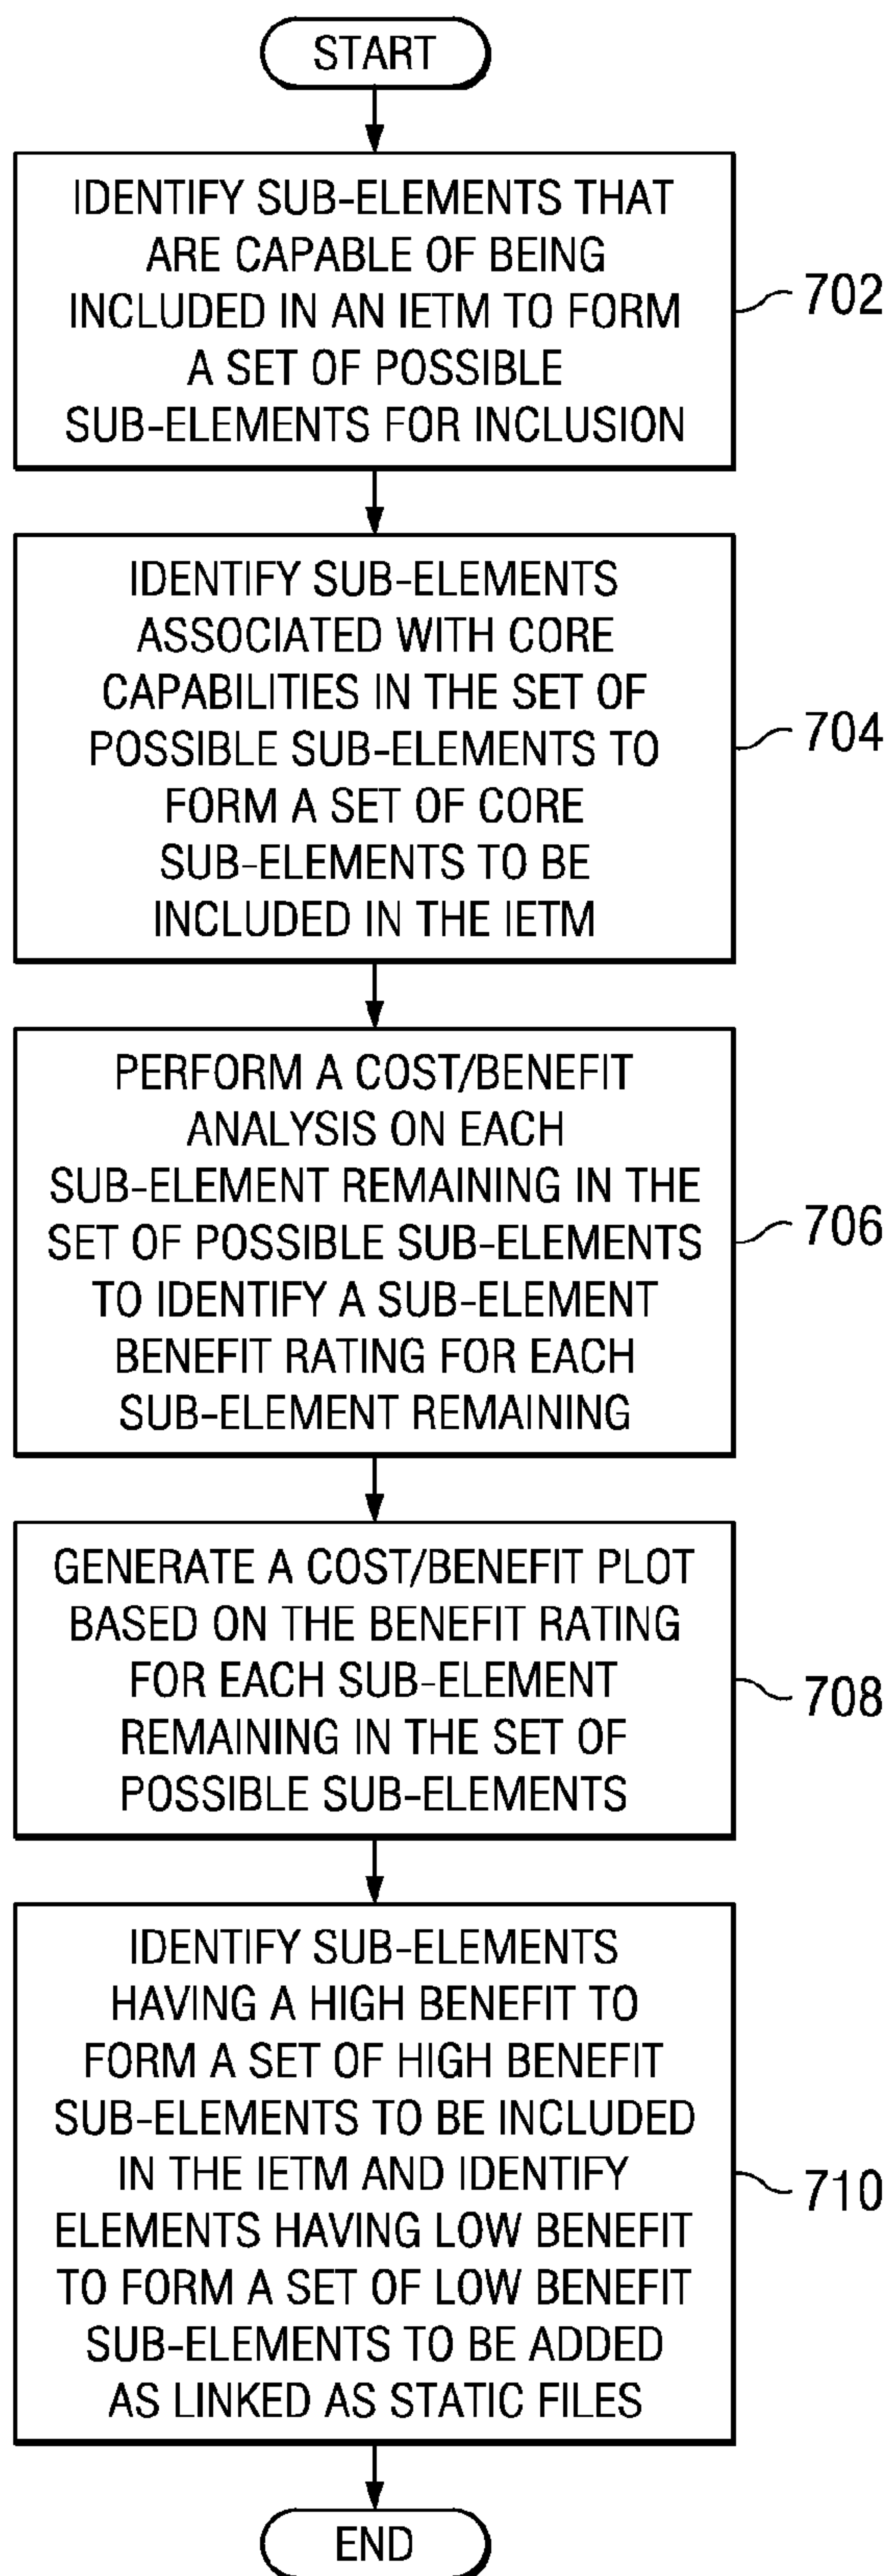 START
IDENTIFY SUB-ELEMENTS THAT
ARE CAPABLE OF BEING
INCLUDED IN AN IETM TO FORM
A SET OF POSSIBLE
SUB-ELEMENTS FOR INCLUSION
702
IDENTIFY SUB-ELEMENTS
ASSOCIATED WITH CORE
CAPABILITIES IN THE SET OF
POSSIBLE SUB-ELEMENTS TO
FORM A SET OF CORE
SUB-ELEMENTS TO BE
INCLUDED IN THE IETM
704
PERFORM A COST/BENEFIT
ANALYSIS ON EACH
SUB-ELEMENT REMAINING IN THE
SET OF POSSIBLE SUB-ELEMENTS
TO IDENTIFY A SUB-ELEMENT
BENEFIT RATING FOR EACH
SUB-ELEMENT REMAINING
706
GENERATE A COST/BENEFIT PLOT
BASED ON THE BENEFIT RATING
FOR EACH SUB-ELEMENT
REMAINING IN THE SET OF
POSSIBLE SUB-ELEMENTS
708
IDENTIFY SUB-ELEMENTS
HAVING A HIGH BENEFIT TO
FORM A SET OF HIGH BENEFIT
SUB-ELEMENTS TO BE INCLUDED
IN THE IETM AND IDENTIFY
ELEMENTS HAVING LOW BENEFIT
TO FORM A SET OF LOW BENEFIT
SUB-ELEMENTS TO BE ADDED
AS LINKED AS STATIC FILES
710
END